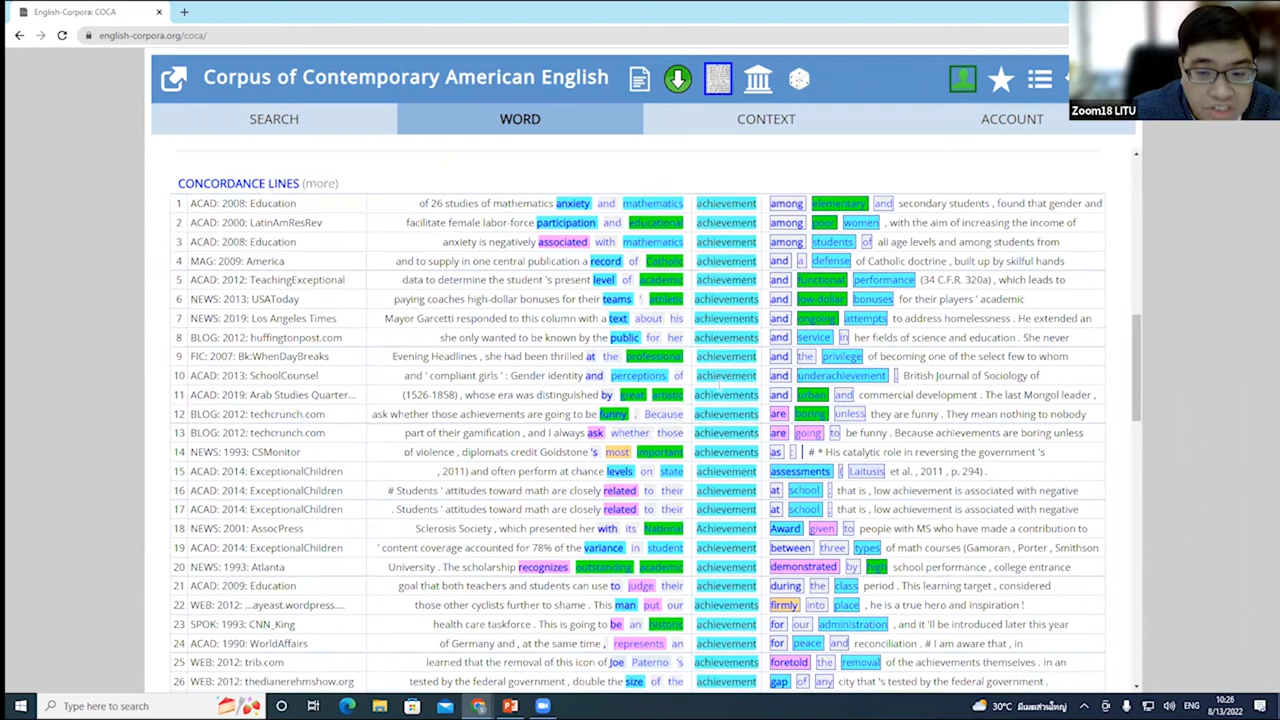 English-Corpora: COCA
english-corpora.org/coca/
Corpus of Contemporary American English
Zoom18 LITU
SEARCH WORD CONTEXT ACCOUNT
CONCORDANCE LINES (more)
1 ACAD: 2008: Education of 26 studies of mathematics anxiety and mathematics achievement among elementary and secondary students , found that gender and
2 ACAD: 2000: LatinAmResRev facilitate female labor-force participation and educational achievement among poor women , with the aim of increasing the income of
3 ACAD: 2008: Education anxiety is negatively associated with mathematics achievement among students of all age levels and among students from
4 MAG: 2009: America and to supply in one central publication a record of Catholic achievement and a defense of Catholic doctrine , built up by skilful hands
5 ACAD: 2012: TeachingExceptional data to determine the student 's present level of academic achievement and functional performance (34 C.F.R. 320a) , which leads to
6 NEWS: 2013: USAToday paying coaches high-dollar bonuses for their teams ' athletic achievements and low-dollar bonuses for their players ' academic
7 NEWS: 2019: Los Angeles Times Mayor Garcetti responded to this column with a text about his achievements and ongoing attempts to address homelessness . He extended an
8 BLOG: 2012: huffingtonpost.com she only wanted to be known by the public for her achievement and service in her fields of science and education . She never
9 FIC: 2007: Bk:WhenDayBreaks Evening Headlines , she had been thrilled at the professional achievement and the privilege of becoming one of the select few to whom
10 ACAD: 2013: SchoolCounsel and ' compliant girls ' : Gender identity and perceptions of achievement and underachievement . British Journal of Sociology of
11 ACAD: 2019: Arab Studies Quarter... (1526-1858) , whose era was distinguished by great artistic achievements and urban and commercial development . The last Mongol leader ,
12 BLOG: 2012: techcrunch.com ask whether those achievements are going to be funny . Because achievements are boring unless they are funny . They mean nothing to nobody
13 BLOG: 2012: techcrunch.com part of their gamification , and I always ask whether those achievements are going to be funny . Because achievements are boring unless
14 NEWS: 1993: CSMonitor of violence , diplomats credit Goldstone 's most important achievement as : | # * His catalytic role in reversing the government's
15 ACAD: 2014: ExceptionalChildren , 2011) and often perform at chance levels on state achievement assessments ( Laitusis et al. , 2011 , p. 294) .
16 ACAD: 2014: ExceptionalChildren # Students ' attitudes toward math are closely related to their achievement at school ; that is , low achievement is associated with negative
17 ACAD: 2014: ExceptionalChildren . Students ' attitudes toward math are closely related to their achievement at school ; that is , low achievement is associated with negative
18 NEWS: 2001: AssocPress Sclerosis Society , which presented her with its National Achievement Award given to people with MS who have made a contribution to
19 ACAD: 2014: ExceptionalChildren ' content coverage accounted for 78% of the variance in student achievement between three types of math courses (Gamoran , Porter , Smithson
20 NEWS: 1993: Atlanta University . The scholarship recognizes outstanding academic achievement demonstrated by high school performance , college entrance
21 ACAD: 2009: Education goal that both teachers and students can use to judge their achievement during the class period . This learning target , considered
22 WEB: 2012: ...ayeast.wordpress.... those other cyclists further to shame . This man put our achievements firmly into place , he is a true hero and inspiration !
23 SPOK: 1993: CNN_King health care taskforce . This is going to be an historic achievement for our administration , and it'll be introduced later this year
24 ACAD: 1990: WorldAffairs of Germany and , at the same time , represents an achievement for peace and reconciliation . # I am aware that , in
25 WEB: 2012: trib.com learned that the removal of this icon of Joe Paterno 's achievements foretold the removal of the achievements themselves . In an
26 WEB: 2012: thedianerehmshow.org tested by the federal government , double the size of the achievement gap of any city that 's tested by the federal government .
Type here to search
30°C มีเมฆส่วนใหญ่
10:26
8/13/2022